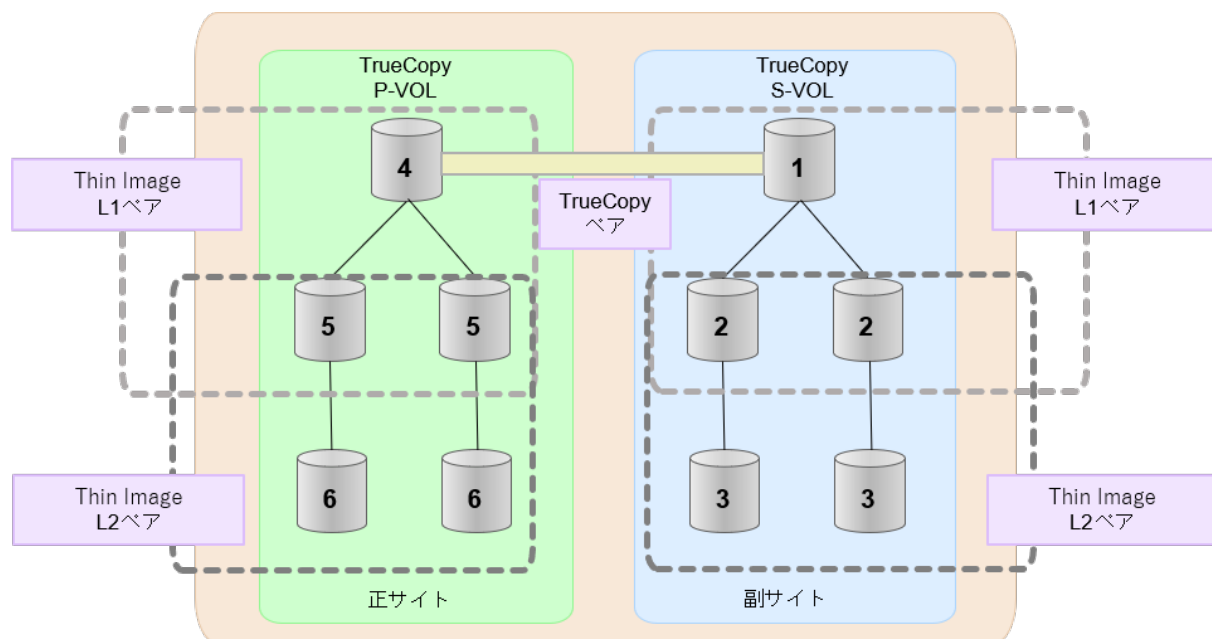 TrueCopy
P-VOL
TrueCopy
S-VOL
4
1
Thin Image
L1ペア
TrueCopy
ペア
Thin Image
L1ペア
5
5
2
2
6
6
3
3
Thin Image
L2ペア
Thin Image
L2ペア
正サイト
副サイト